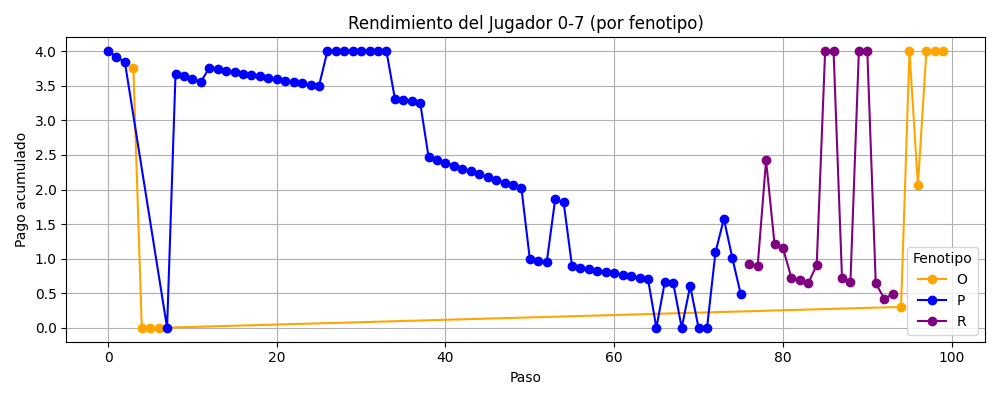 Rendimiento del Jugador 0-7 (por fenotipo)
Pago acumulado
4.0
3.5
3.0
2.5
2.0
1.5
1.0
0.5
0.0
0 20 40 60 80 100
Paso
Fenotipo
O
P
R